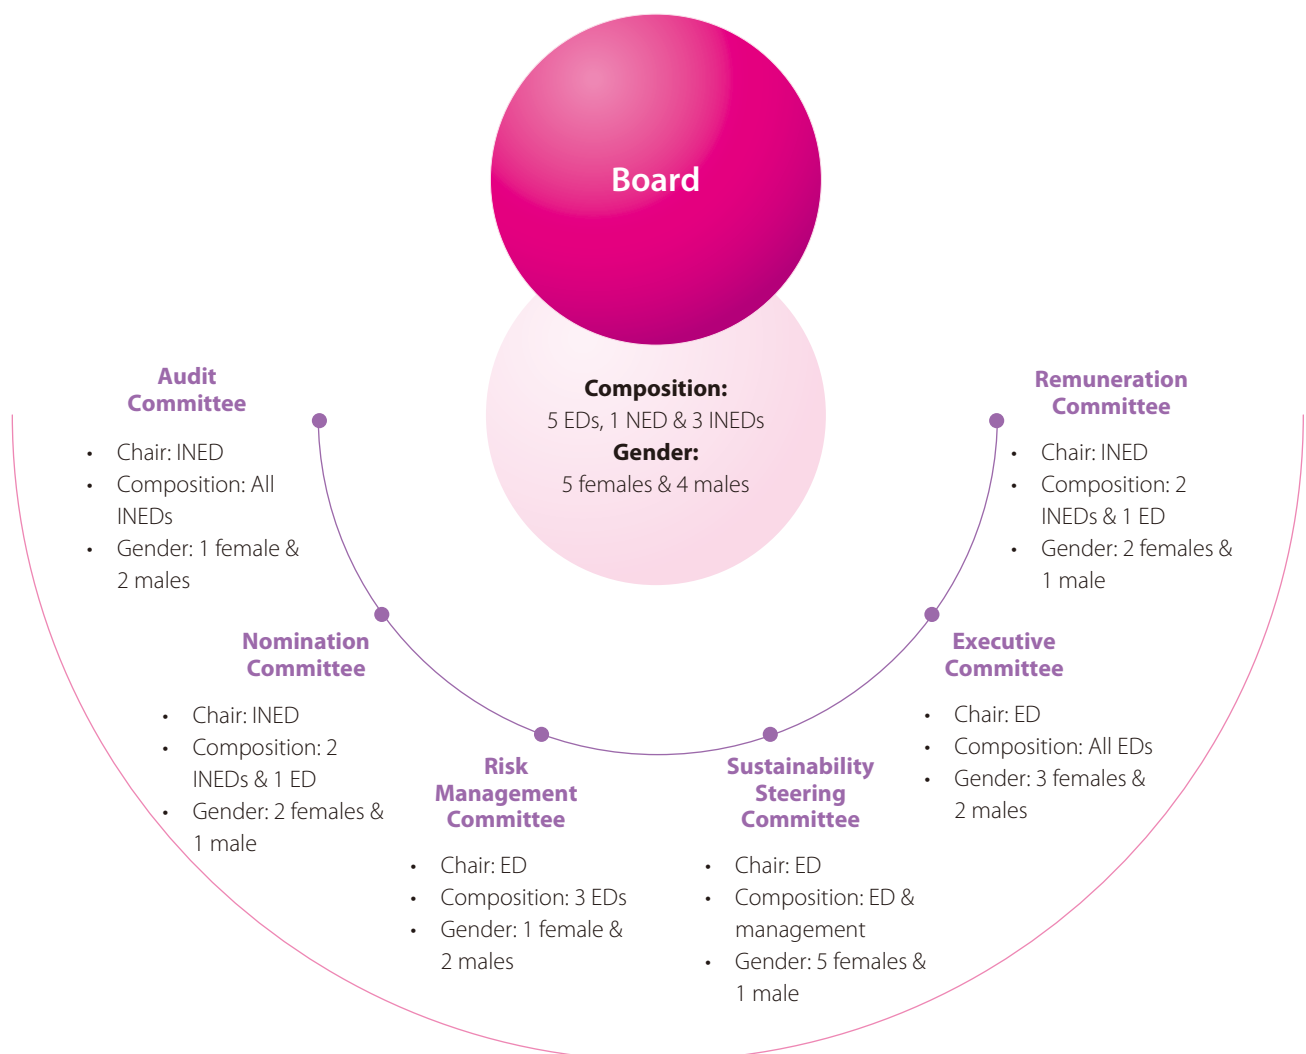 Board
Composition:
5 EDs, 1 NED & 3 INEDs
Gender:
5 females & 4 males
Audit
Committee
• Chair: INED
• Composition: All
INEDs
• Gender: 1 female &
2 males
Nomination
Committee
• Chair: INED
• Composition: 2
INEDs & 1 ED
• Gender: 2 females &
1 male
Risk
Management
Committee
• Chair: ED
• Composition: 3 EDs
• Gender: 1 female &
2 males
Sustainability
Steering
Committee
• Chair: ED
• Composition: ED &
management
• Gender: 5 females &
1 male
Executive
Committee
• Chair: ED
• Composition: All EDs
• Gender: 3 females &
2 males
Remuneration
Committee
• Chair: INED
• Composition: 2
INEDs & 1 ED
• Gender: 2 females &
1 male